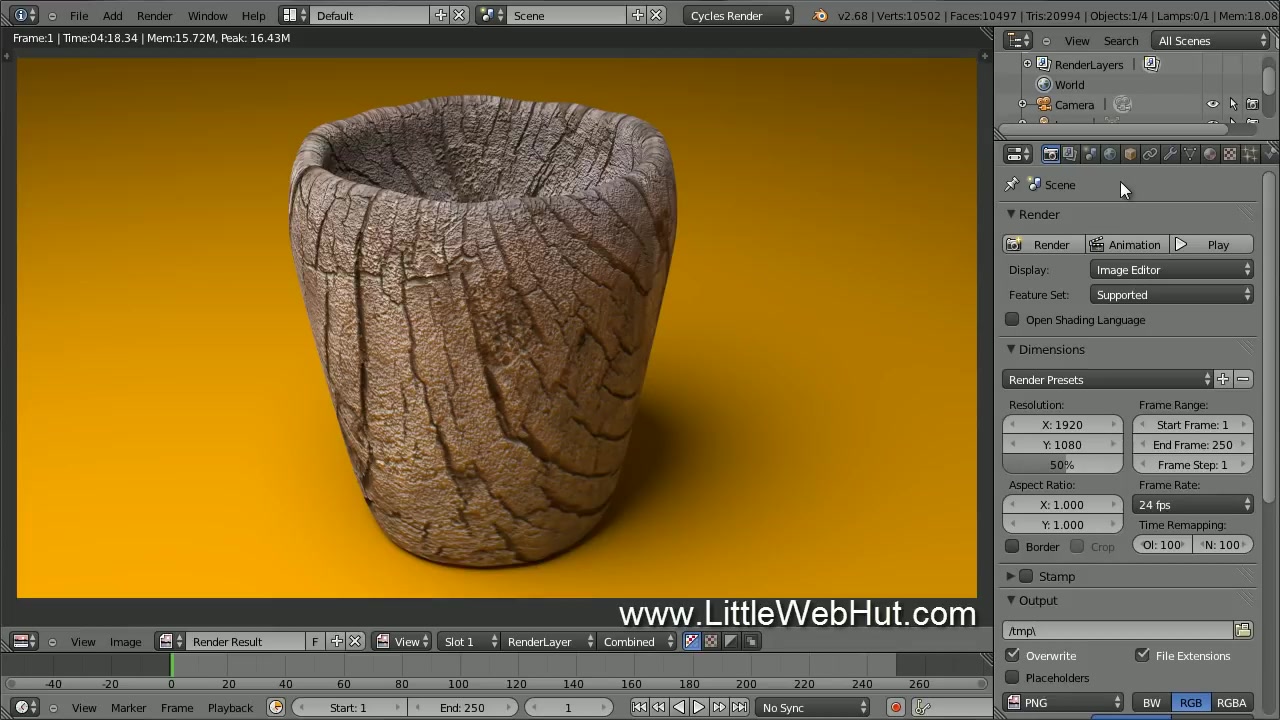 File Add Render Window Help Default Scene Cycles Render v2.68 | Verts:10502 | Faces:10497 | Tris:20994 | Objects:1/4 | Lamps:0/1 | Mem:18.08
Frame:1 | Time:04:18.34 | Mem:15.72M, Peak: 16.43M
View Search All Scenes
RenderLayers
World
Camera
Scene
Render
Render Animation Play
Display: Image Editor
Feature Set: Supported
Open Shading Language
Dimensions
Render Presets
Resolution: Frame Range:
X: 1920 Start Frame: 1
Y: 1080 End Frame: 250
50% Frame Step: 1
Aspect Ratio: Frame Rate:
X: 1.000 24 fps
Y: 1.000 Time Remapping:
Border Crop Ol: 100 N: 100
Stamp
Output
www.LittleWebHut.com
/tmp\
View Image Render Result F View Slot 1 RenderLayer Combined
Overwrite File Extensions
Placeholders
-40 -20 0 20 40 60 80 100 120 140 160 180 200 220 240 260
View Marker Frame Playback Start: 1 End: 250 1 No Sync
PNG BW RGB RGBA